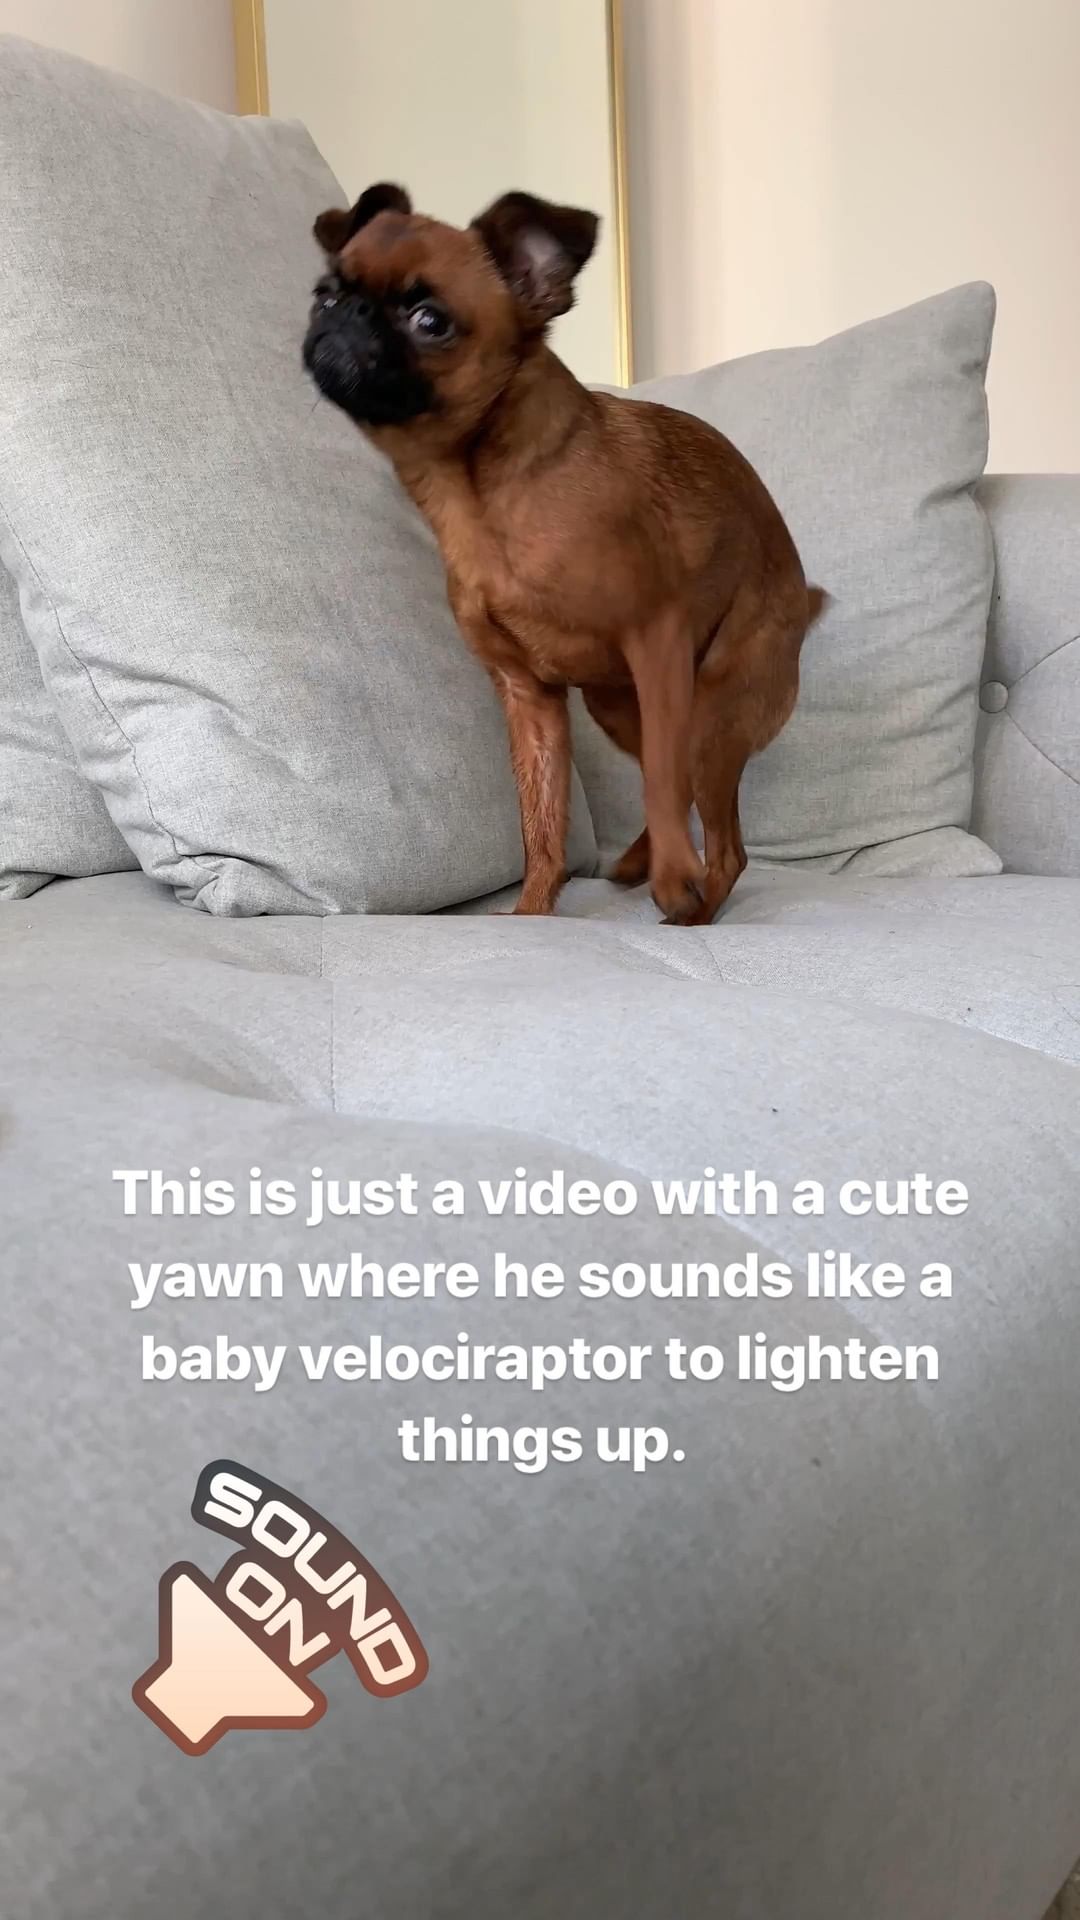 This is just a video with a cute
yawn where he sounds like a
baby velociraptor to lighten
things up.
SOUND
ON